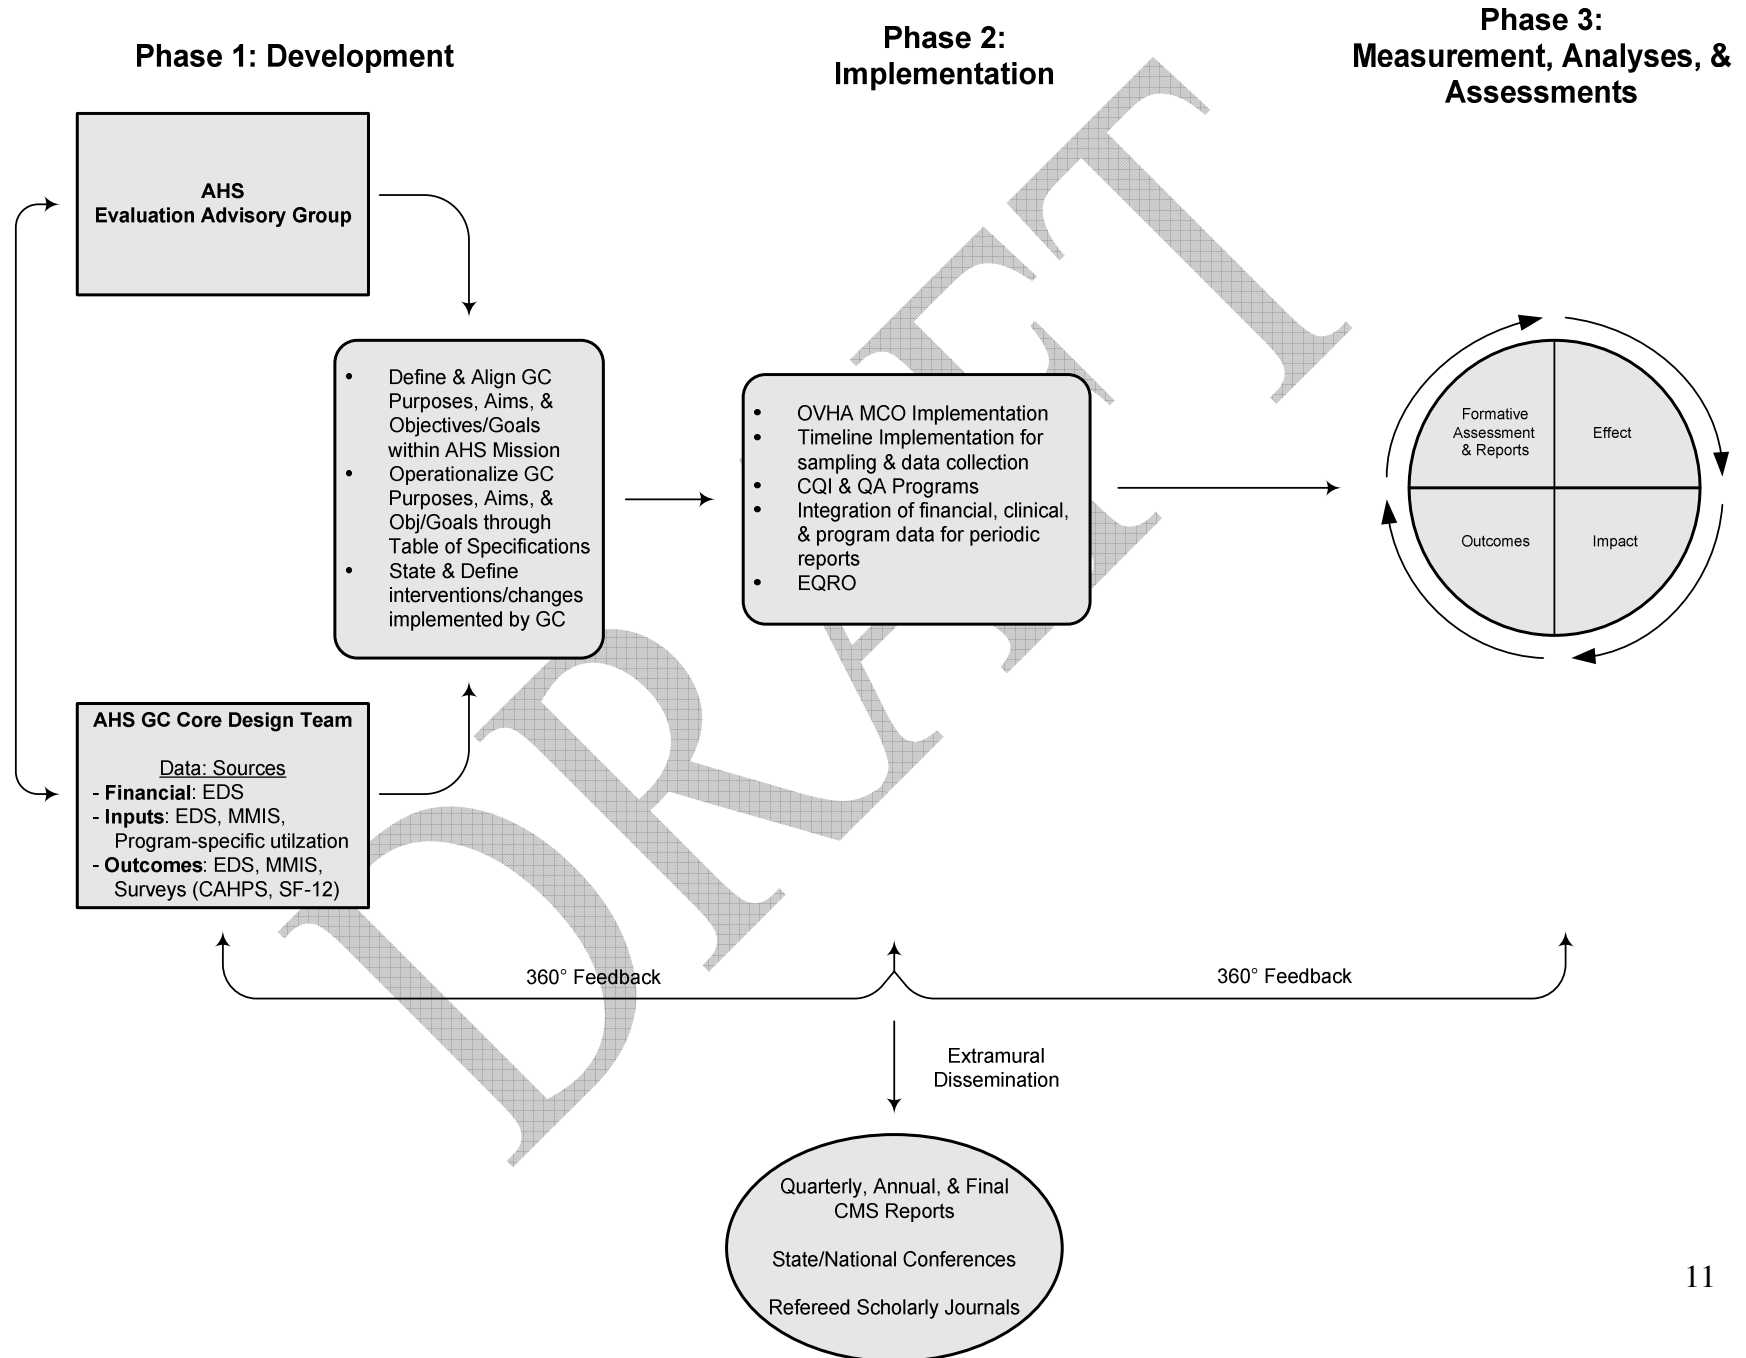 Phase 1: Development
Phase 2:
Implementation
Phase 3:
Measurement, Analyses, &
Assessments
AHS
Evaluation Advisory Group
• Define & Align GC
Purposes, Aims, &
Objectives/Goals
within AHS Mission
• Operationalize GC
Purposes, Aims, &
Obj/Goals through
Table of Specifications
• State & Define
interventions/changes
implemented by GC
AHS GC Core Design Team
Data: Sources
- Financial: EDS
- Inputs: EDS, MMIS,
Program-specific utilzation
- Outcomes: EDS, MMIS,
Surveys (CAHPS, SF-12)
• OVHA MCO Implementation
• Timeline Implementation for
sampling & data collection
• CQI & QA Programs
• Integration of financial, clinical,
& program data for periodic
reports
• EQRO
Formative
Assessment
& Reports
Effect
Outcomes
Impact
360° Feedback
360° Feedback
Extramural
Dissemination
Quarterly, Annual, & Final
CMS Reports
State/National Conferences
Refereed Scholarly Journals
DRAFT
11